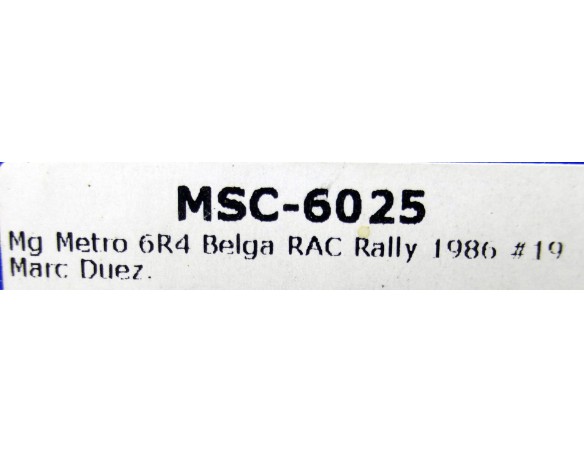 MSC-6025
Mg Metro 6R4 Belga RAC Rally 1986 #19
Marc Duez.